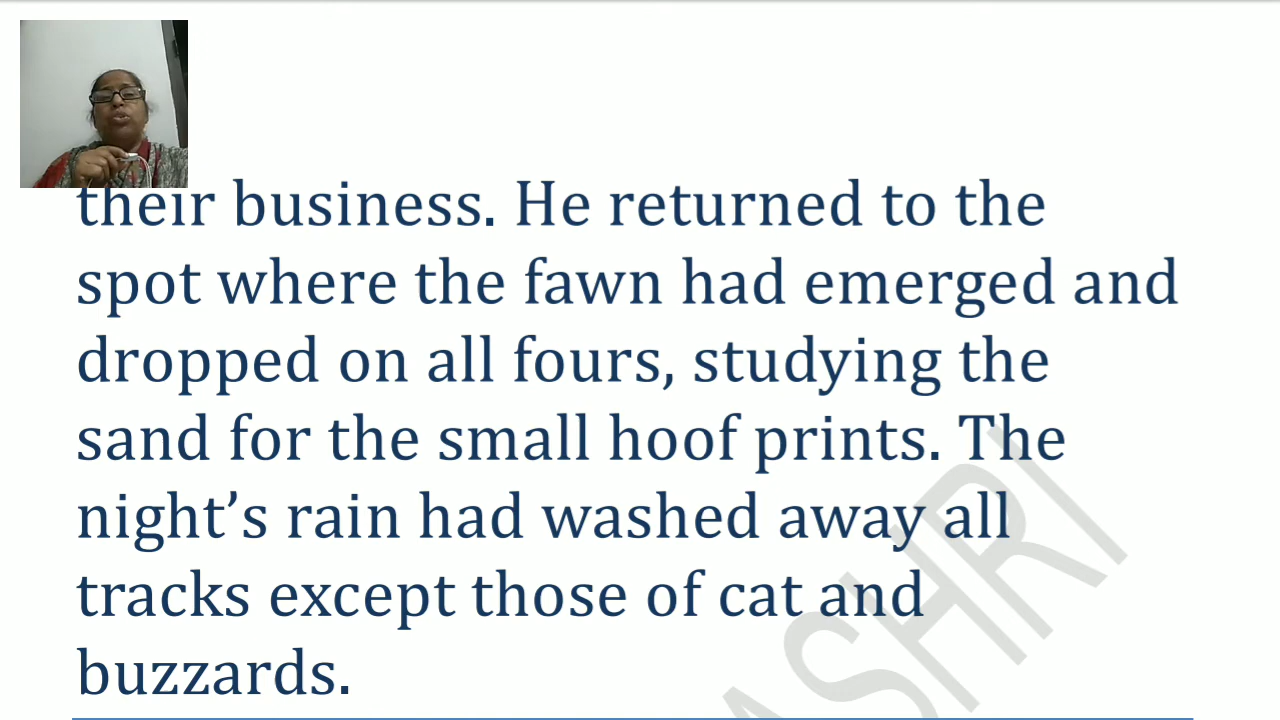 their business. He returned to the
spot where the fawn had emerged and
dropped on all fours, studying the
sand for the small hoof prints. The
night’s rain had washed away all
tracks except those of cat and
buzzards.